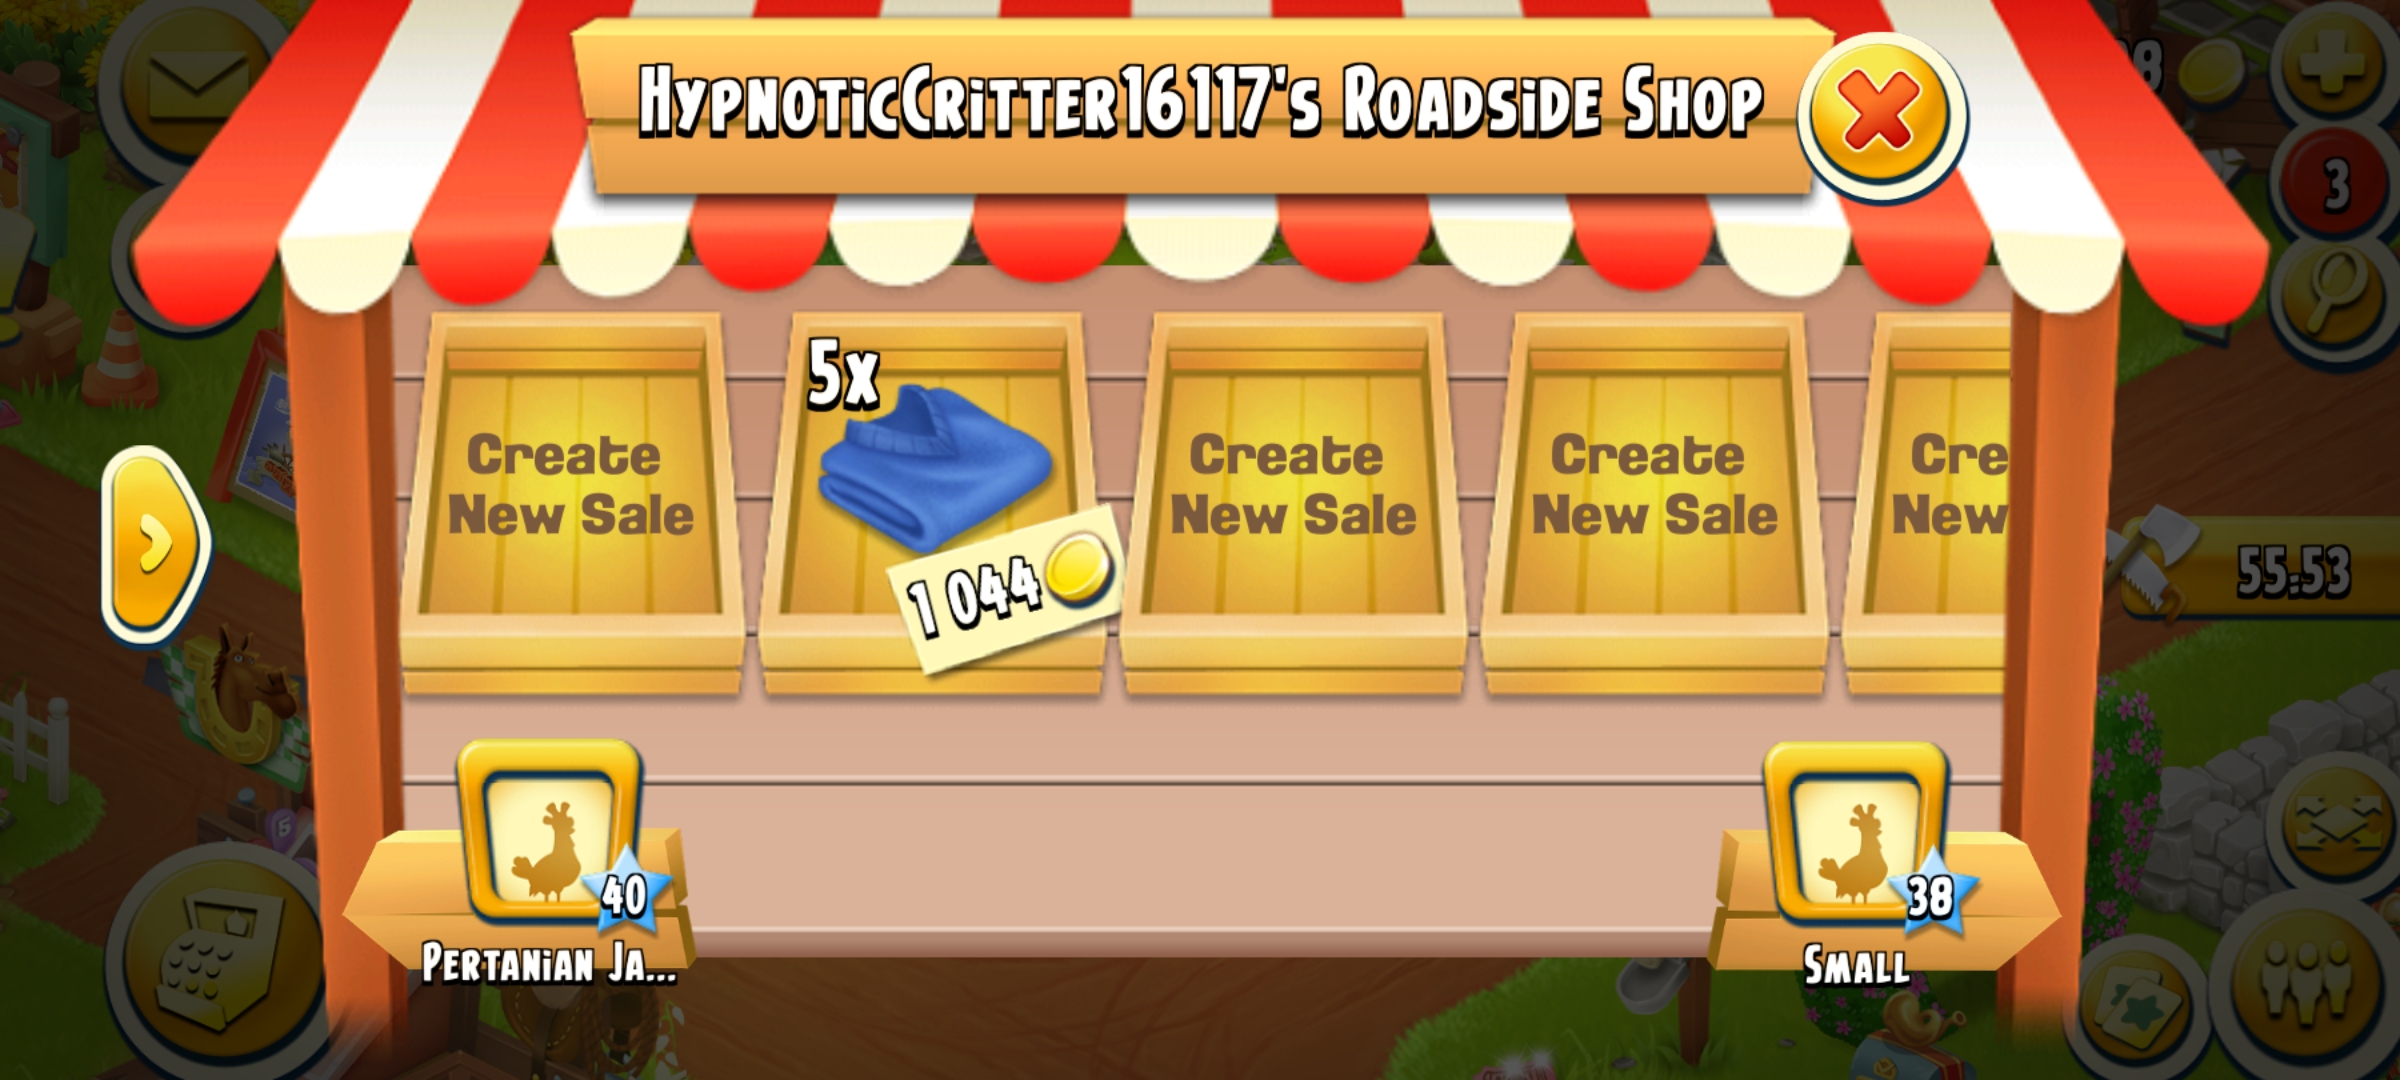 HypnoticCritter16117's Roadside Shop
3
5x
Create
New Sale
1 044
Create
New Sale
Create
New Sale
Cre
New
55:53
40
Pertanian Ja...
38
Small